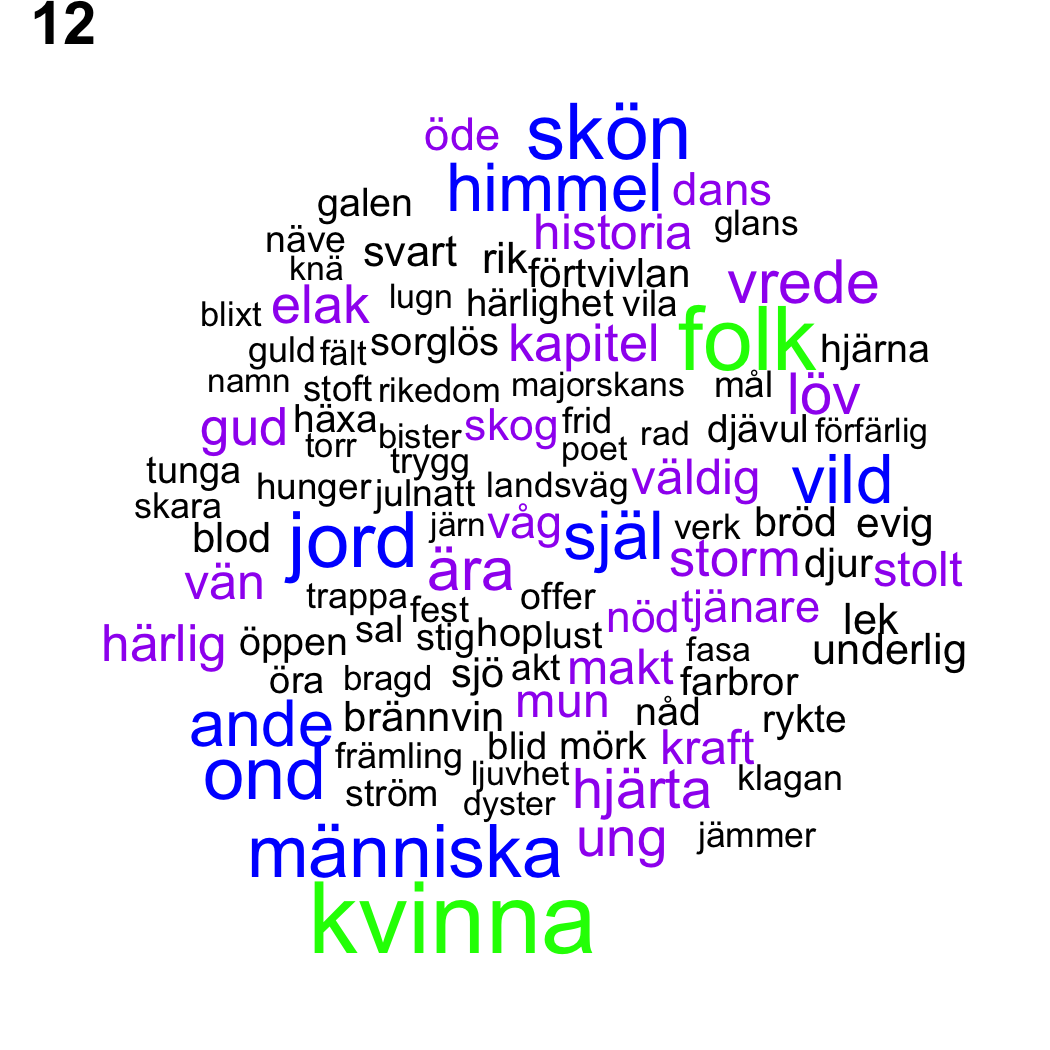 12
öde skön
himmel dans
galen historia glans
näve svart rik förtvivlan vrede
knä
blixt elak lugn härlighet vila folk
guld fält sorglös kapitel hjärna
namn stoft rikedom majorskans mål löv
gud häxa bister skog frid rad djävul förfärlig
torr trygg poet
tunga hunger julnatt landsväg väldig vild
skara
blod jord järn våg själ verk bröd evig
vän ära storm djur stolt
trappa fest offer nöd tjänare lek
härlig öppen sal stig hop lust fasa underlig
öra bragd sjö akt makt farbror
ande brännvin mun nåd rykte
ond främling blid mörk kraft
ström ljuvhet hjärta klagan
dyster
människa ung jämmer
kvinna